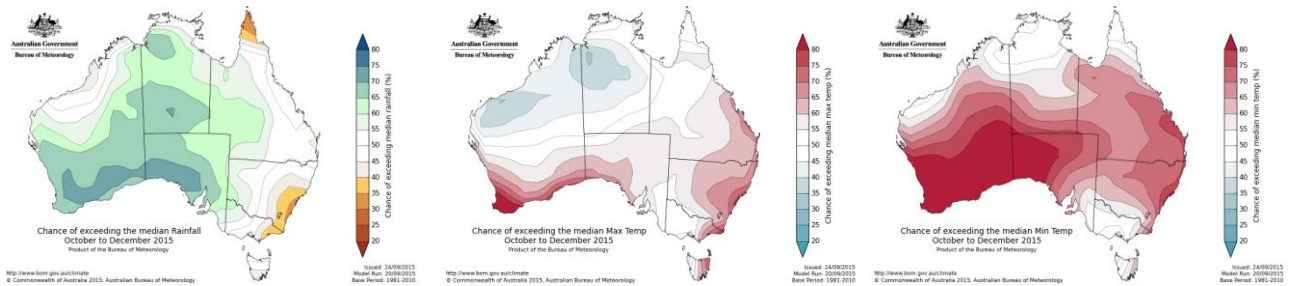 Australian Government
Bureau of Meteorology
80
75
70
65
60
55
45
40
35
30
25
20
Chance of exceeding median rainfall (%)
Chance of exceeding the median Rainfall
October to December 2015
Product of the Bureau of Meteorology
http://www.bom.gov.au/climate
© Commonwealth of Australia 2015, Australian Bureau of Meteorology
Issued: 24/09/2015
Model Run: 20/09/2015
Base Period: 1981-2010
Australian Government
Bureau of Meteorology
80
75
70
65
60
55
45
40
35
30
25
20
Chance of exceeding median max temp (%)
Chance of exceeding the median Max Temp
October to December 2015
Product of the Bureau of Meteorology
http://www.bom.gov.au/climate
© Commonwealth of Australia 2015, Australian Bureau of Meteorology
Issued: 24/09/2015
Model Run: 20/09/2015
Base Period: 1981-2010
Australian Government
Bureau of Meteorology
80
75
70
65
60
55
45
40
35
30
25
20
Chance of exceeding median min temp (%)
Chance of exceeding the median Min Temp
October to December 2015
Product of the Bureau of Meteorology
http://www.bom.gov.au/climate
© Commonwealth of Australia 2015, Australian Bureau of Meteorology
Issued: 24/09/2015
Model Run: 20/09/2015
Base Period: 1981-2010